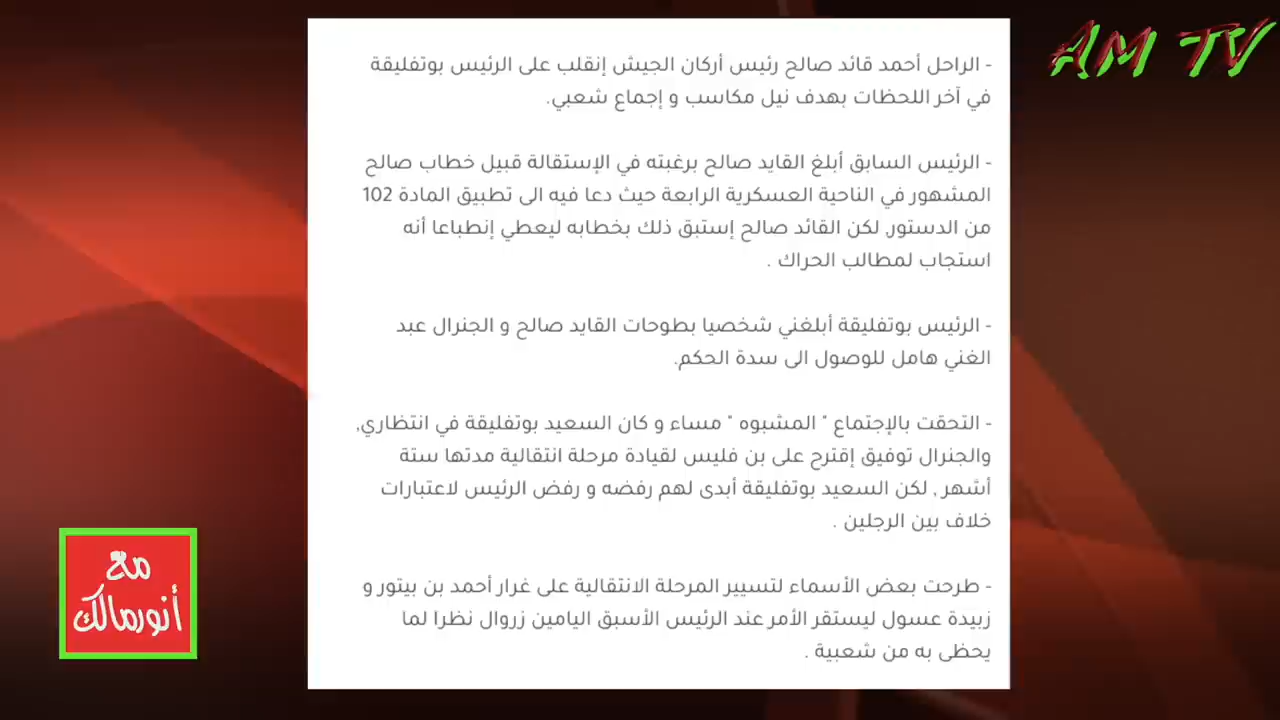 AM TV
- الراحل أحمد قائد صالح رئيس أركان الجيش إنقلب على الرئيس بوتفليقة
في آخر اللحظات بهدف نيل مكاسب و إجماع شعبي.
- الرئيس السابق أبلغ القايد صالح برغبته في الإستقالة قبيل خطاب صالح
المشهور في الناحية العسكرية الرابعة حيث دعا فيه الى تطبيق المادة 102
من الدستور, لكن القائد صالح إستبق ذلك بخطابه ليعطي إنطباعا أنه
استجاب لمطالب الحراك .
- الرئيس بوتفليقة أبلغني شخصيا بطوحات القايد صالح و الجنرال عبد
الغني هامل للوصول الى سدة الحكم.
- التحقت بالإجتماع " المشبوه " مساء و كان السعيد بوتفليقة في انتظاري,
والجنرال توفيق إقترح على بن فليس لقيادة مرحلة انتقالية مدتها ستة
أشهر , لكن السعيد بوتفليقة أبدى لهم رفضه و رفض الرئيس لاعتبارات
خلاف بين الرجلين .
- طرحت بعض الأسماء لتسيير المرحلة الانتقالية على غرار أحمد بن بيتور و
زبيدة عسول ليستقر الأمر عند الرئيس الأسبق اليامين زروال نظرا لما
يحظى به من شعبية .
مع
أنورمالك